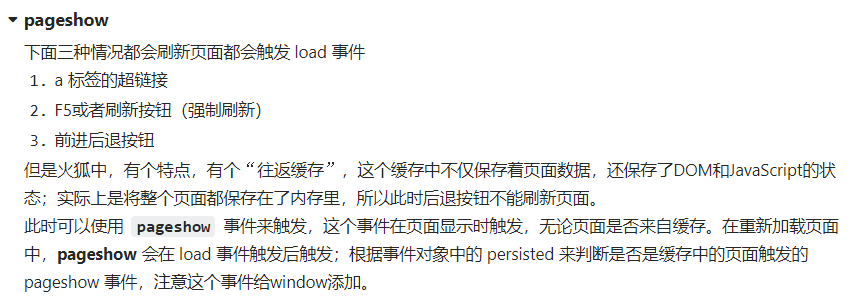 pageshow
下面三种情况都会刷新页面都会触发 load 事件
1. a 标签的超链接
2. F5或者刷新按钮（强制刷新）
3. 前进后退按钮
但是火狐中，有个特点，有个“往返缓存”，这个缓存中不仅保存着页面数据，还保存了DOM和JavaScript的状
态；实际上是将整个页面都保存在了内存里，所以此时后退按钮不能刷新页面。
此时可以使用 pageshow 事件来触发，这个事件在页面显示时触发，无论页面是否来自缓存。在重新加载页面
中，pageshow 会在 load 事件触发后触发；根据事件对象中的 persisted 来判断是否是缓存中的页面触发的
pageshow 事件，注意这个事件给window添加。